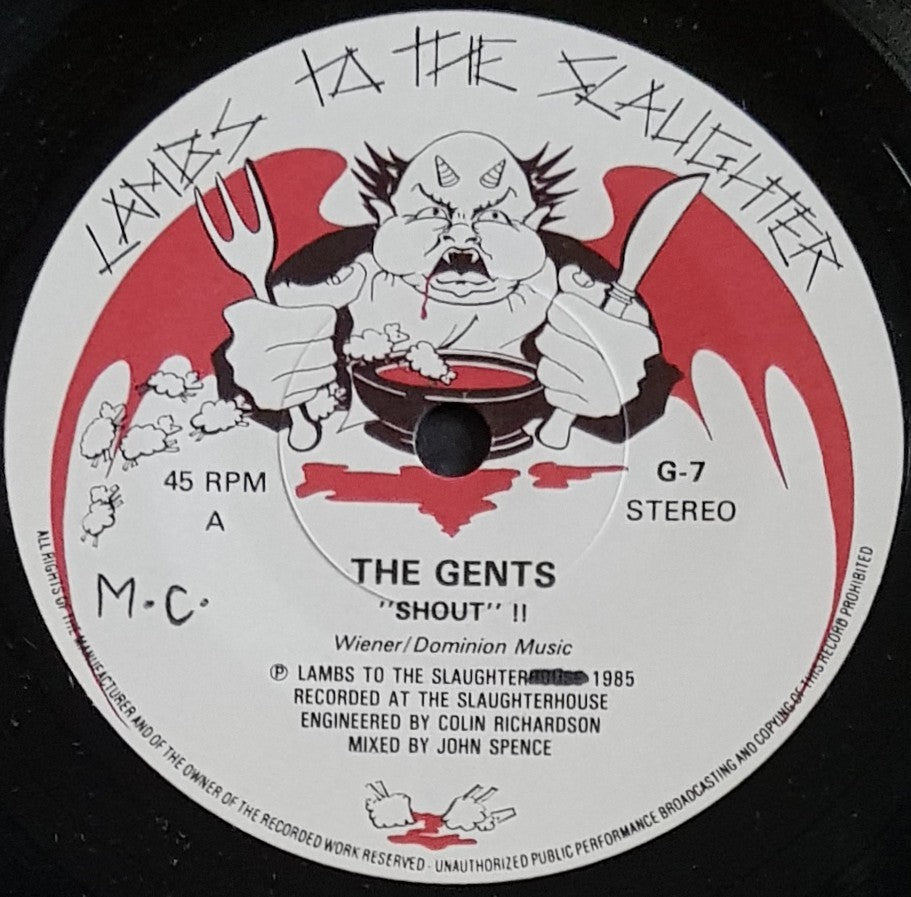 LAMBS TO THE SLAUGHTER
45 RPM
A
G-7
STEREO
M.C.
THE GENTS
"SHOUT" !!
Wiener/Dominion Music
℗ LAMBS TO THE SLAUGHTERHOUSE 1985
RECORDED AT THE SLAUGHTERHOUSE
ENGINEERED BY COLIN RICHARDSON
MIXED BY JOHN SPENCE
ALL RIGHTS OF THE MANUFACTURER AND OF THE OWNER OF THE RECORDED WORK RESERVED - UNAUTHORIZED PUBLIC PERFORMANCE BROADCASTING AND COPYING OF THIS RECORD PROHIBITED